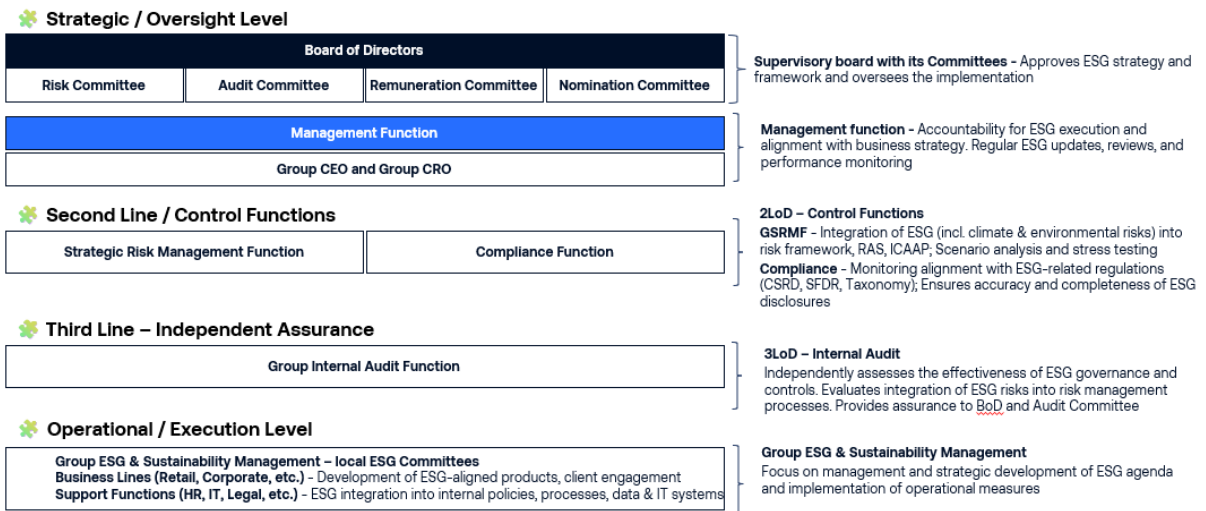 Strategic / Oversight Level
Board of Directors
Risk Committee
Audit Committee
Remuneration Committee
Nomination Committee
Supervisory board with its Committees - Approves ESG strategy and
framework and oversees the implementation
Management Function
Group CEO and Group CRO
Management function - Accountability for ESG execution and
alignment with business strategy. Regular ESG updates, reviews, and
performance monitoring
Second Line / Control Functions
Strategic Risk Management Function
Compliance Function
2LoD – Control Functions
GSRMF - Integration of ESG (incl. climate & environmental risks) into
risk framework, RAS, ICAAP; Scenario analysis and stress testing
Compliance - Monitoring alignment with ESG-related regulations
(CSRD, SFDR, Taxonomy); Ensures accuracy and completeness of ESG
disclosures
Third Line – Independent Assurance
Group Internal Audit Function
3LoD – Internal Audit
Independently assesses the effectiveness of ESG governance and
controls. Evaluates integration of ESG risks into risk management
processes. Provides assurance to BoD and Audit Committee
Operational / Execution Level
Group ESG & Sustainability Management – local ESG Committees
Business Lines (Retail, Corporate, etc.) - Development of ESG-aligned products, client engagement
Support Functions (HR, IT, Legal, etc.) - ESG integration into internal policies, processes, data & IT systems
Group ESG & Sustainability Management
Focus on management and strategic development of ESG agenda
and implementation of operational measures